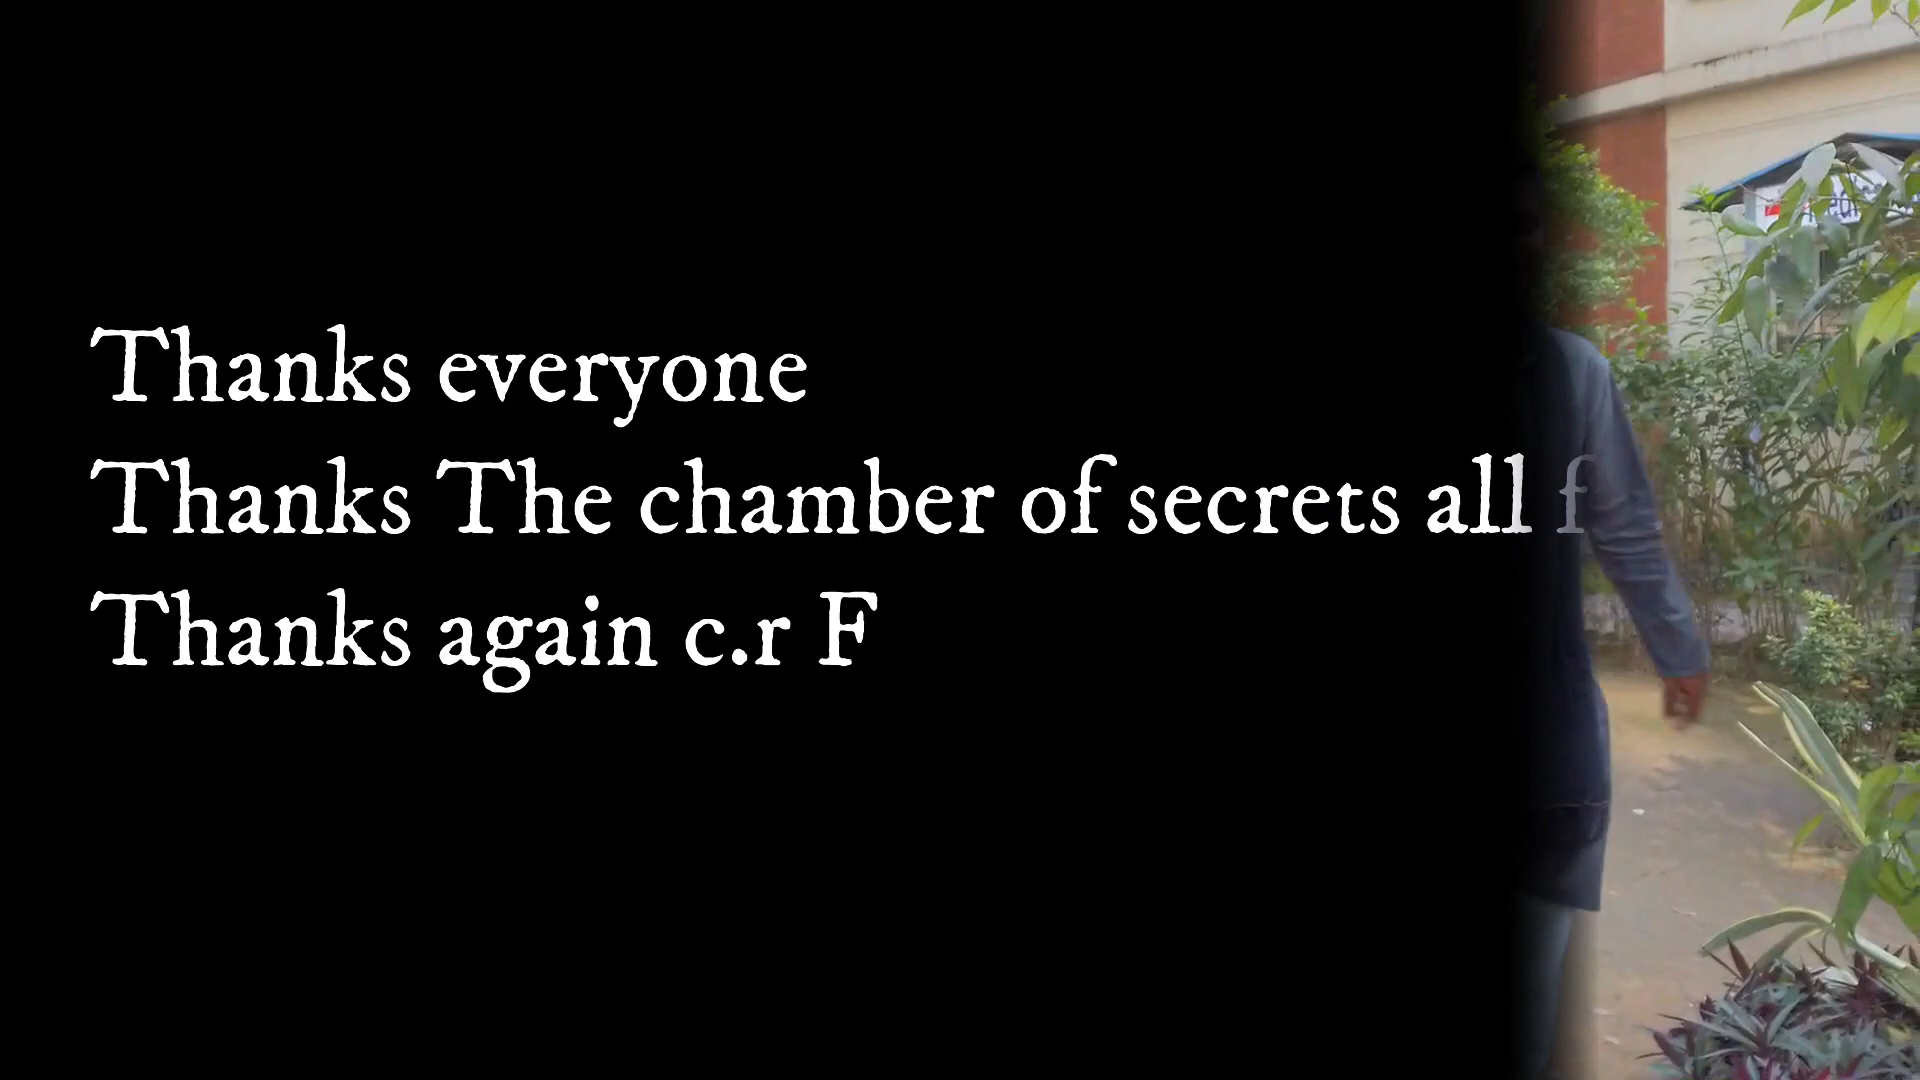 Thanks everyone
Thanks The chamber of secrets all f
Thanks again c.r F